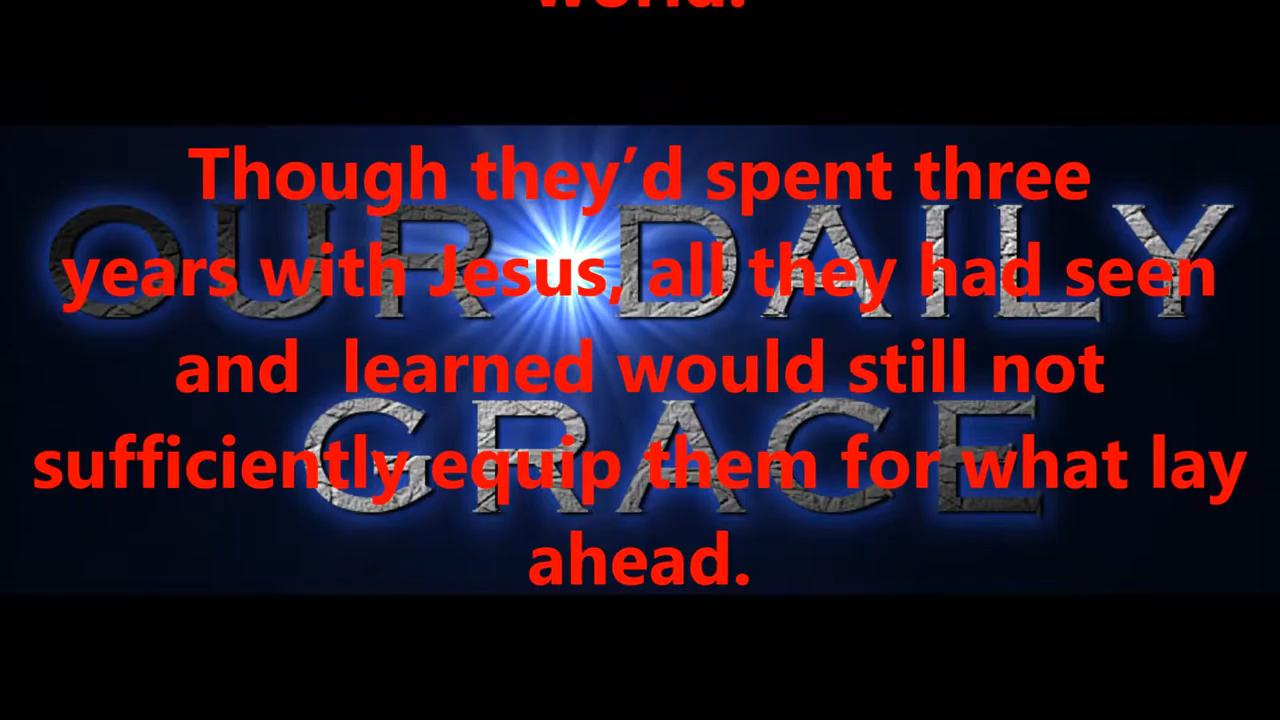 world.
Though they’d spent three
OUR DAILY
years with Jesus, all they had seen
and  learned would still not
GRACE
sufficiently equip them for what lay
ahead.